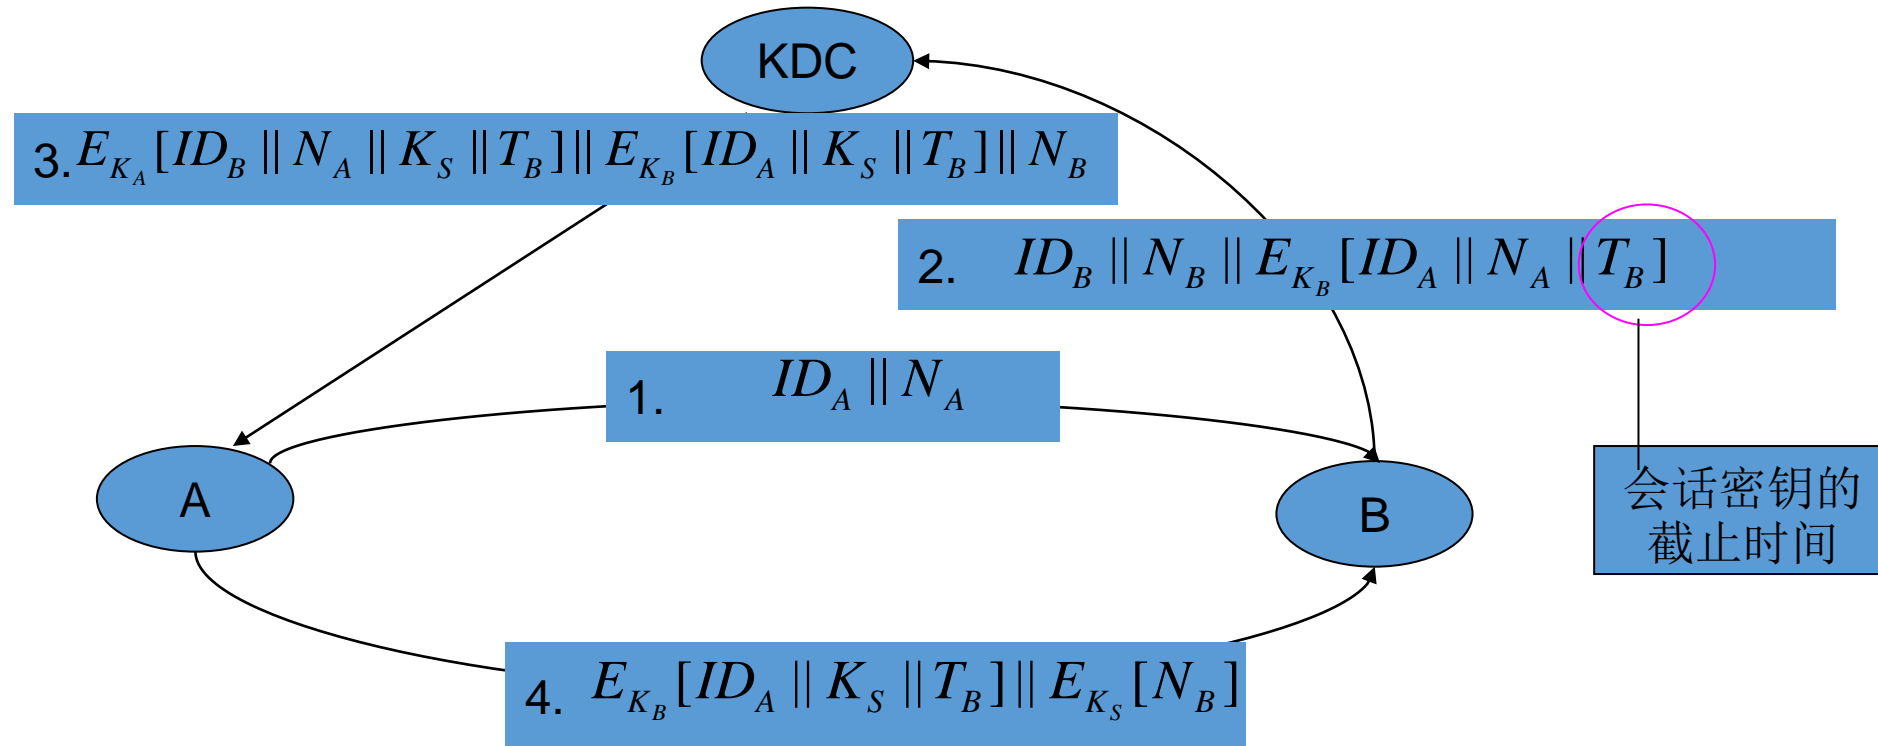 KDC
3. $E_{K_A}[ID_B \| N_A \| K_S \| T_B] \| E_{K_B}[ID_A \| K_S \| T_B] \| N_B$
2. $ID_B \| N_B \| E_{K_B}[ID_A \| N_A \| T_B]$
1. $ID_A \| N_A$
A
B
会话密钥的
截止时间
4. $E_{K_B}[ID_A \| K_S \| T_B] \| E_{K_S}[N_B]$